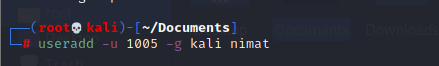 ┌──(root💀kali)-[~/Documents]
└─# useradd -u 1005 -g kali nimat